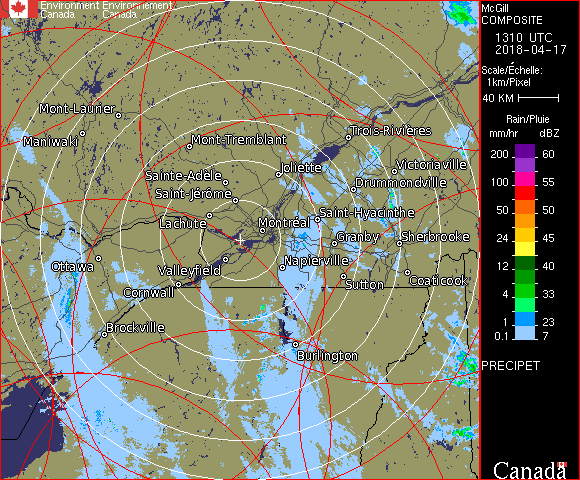 Environment Environnement
Canada Canada
McGill
COMPOSITE
1310 UTC
2018-04-17
Scale/Échelle:
1km/Pixel
40 KM
Rain/Pluie
mm/hr dBZ
200 60
100 55
50 50
24 45
12 40
4 33
1 23
0.1 7
PRECIPET
Canada
Mont-Laurier
Maniwaki
Mont-Tremblant
Trois-Rivières
Sainte-Adèle
Joliette
Victoriaville
Saint-Jérôme
Drummondville
Lachute
Montréal
Saint-Hyacinthe
Granby
Sherbrooke
Ottawa
Valleyfield
Napierville
Cornwall
Sutton
Coaticook
Brockville
Burlington